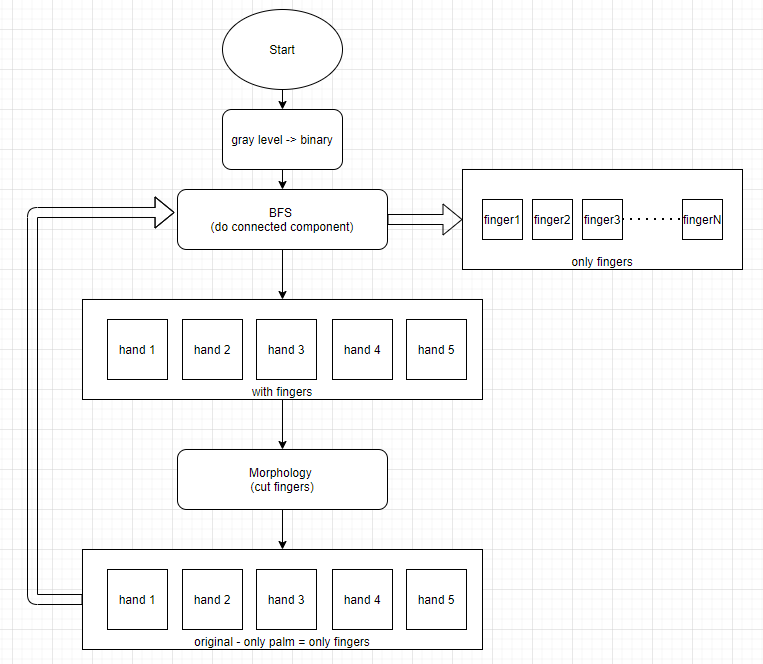 Start
gray level -> binary
BFS
(do connected component)
finger1 finger2 finger3 fingerN
only fingers
hand 1 hand 2 hand 3 hand 4 hand 5
with fingers
Morphology
(cut fingers)
hand 1 hand 2 hand 3 hand 4 hand 5
original - only palm = only fingers